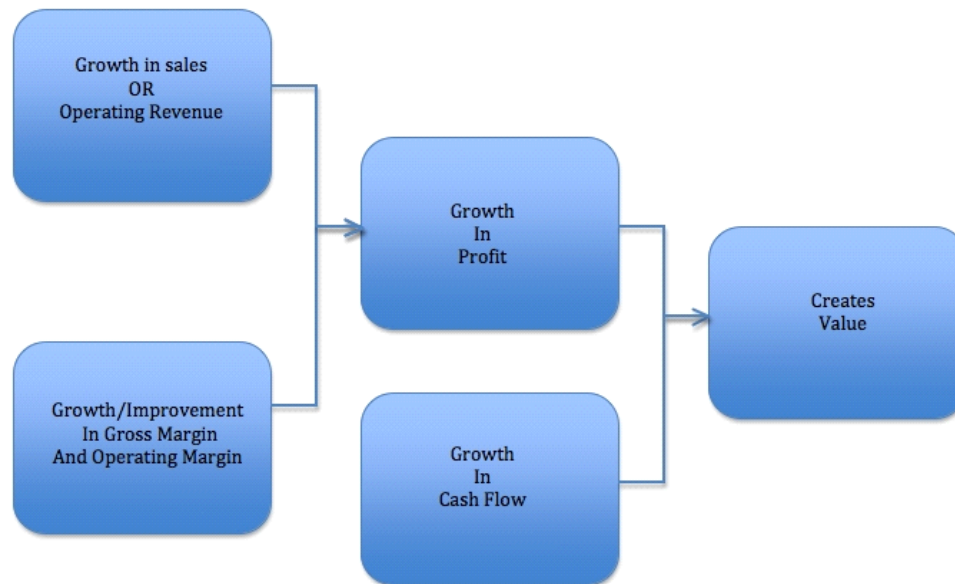 Growth in sales
OR
Operating Revenue
Growth/Improvement
In Gross Margin
And Operating Margin
Growth
In
Profit
Growth
In
Cash Flow
Creates
Value